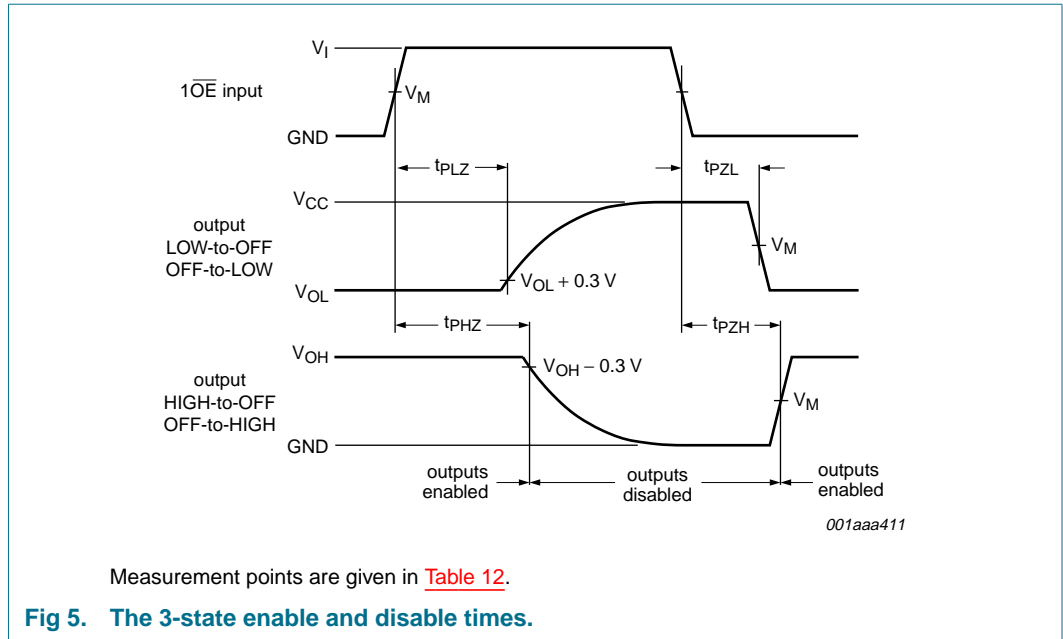 V_I
1O̅E̅ input
V_M
GND
t_PLZ
t_PZL
V_CC
output
LOW-to-OFF
OFF-to-LOW
V_M
V_OL + 0.3 V
V_OL
t_PHZ
t_PZH
V_OH
V_OH − 0.3 V
output
HIGH-to-OFF
OFF-to-HIGH
V_M
GND
outputs
enabled
outputs
disabled
outputs
enabled
001aaa411
Measurement points are given in Table 12.
Fig 5. The 3-state enable and disable times.